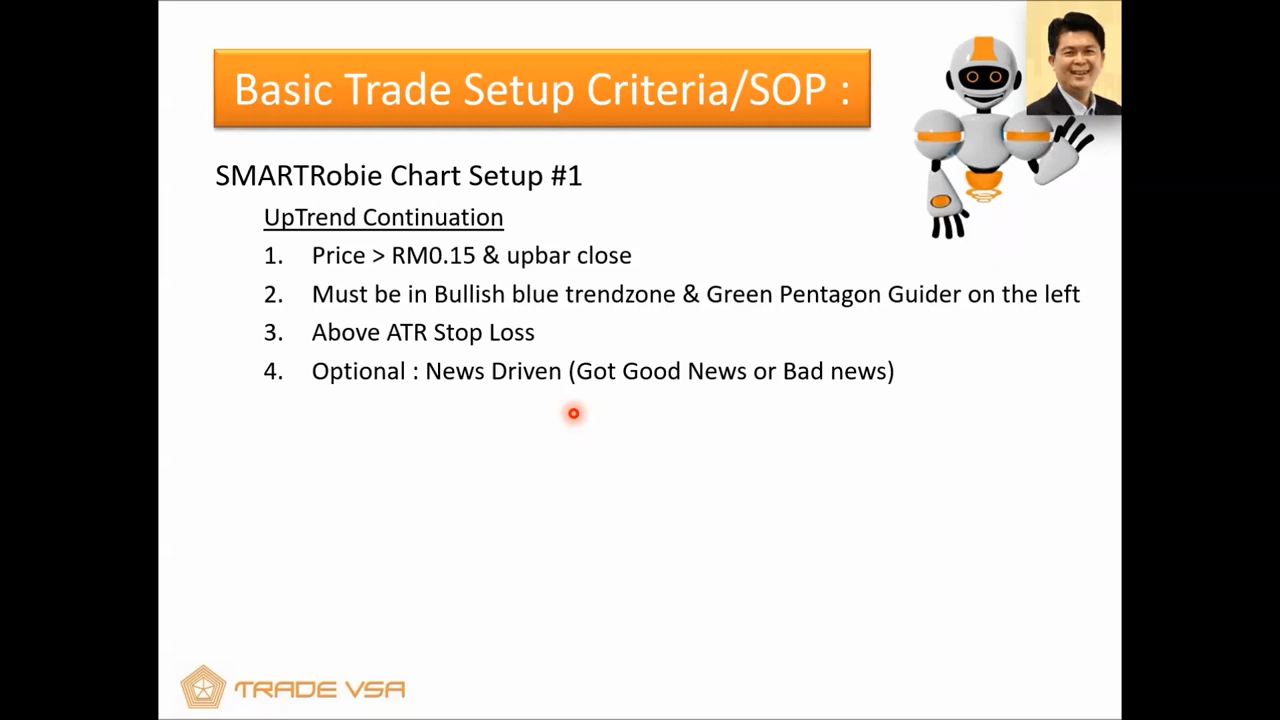 Basic Trade Setup Criteria/SOP :
SMARTRobie Chart Setup #1
UpTrend Continuation
1. Price > RM0.15 & upbar close
2. Must be in Bullish blue trendzone & Green Pentagon Guider on the left
3. Above ATR Stop Loss
4. Optional : News Driven (Got Good News or Bad news)
TRADE VSA